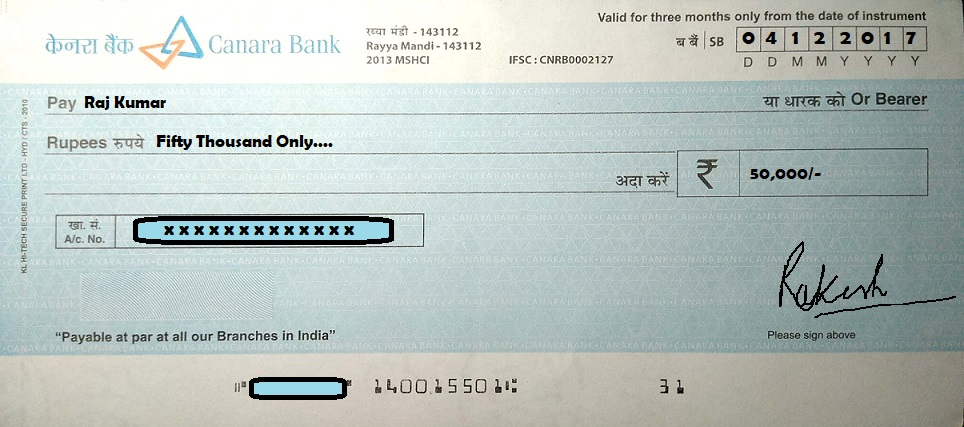 Valid for three months only from the date of instrument
केनरा बैंक Canara Bank
रय्या मंडी - 143112
Rayya Mandi - 143112
2013 MSHCI
IFSC : CNRB0002127
ब बैं SB
0 4 1 2 2 0 1 7
D D M M Y Y Y Y
Pay Raj Kumar या धारक को Or Bearer
Rupees रुपये Fifty Thousand Only....
अदा करें ₹ 50,000/-
खा. सं.
A/c. No. x x x x x x x x x x x x x
KL HI-TECH SECURE PRINT LTD - HYD / CTS - 2010
Rakesh
"Payable at par at all our Branches in India"
Please sign above
140015501 31